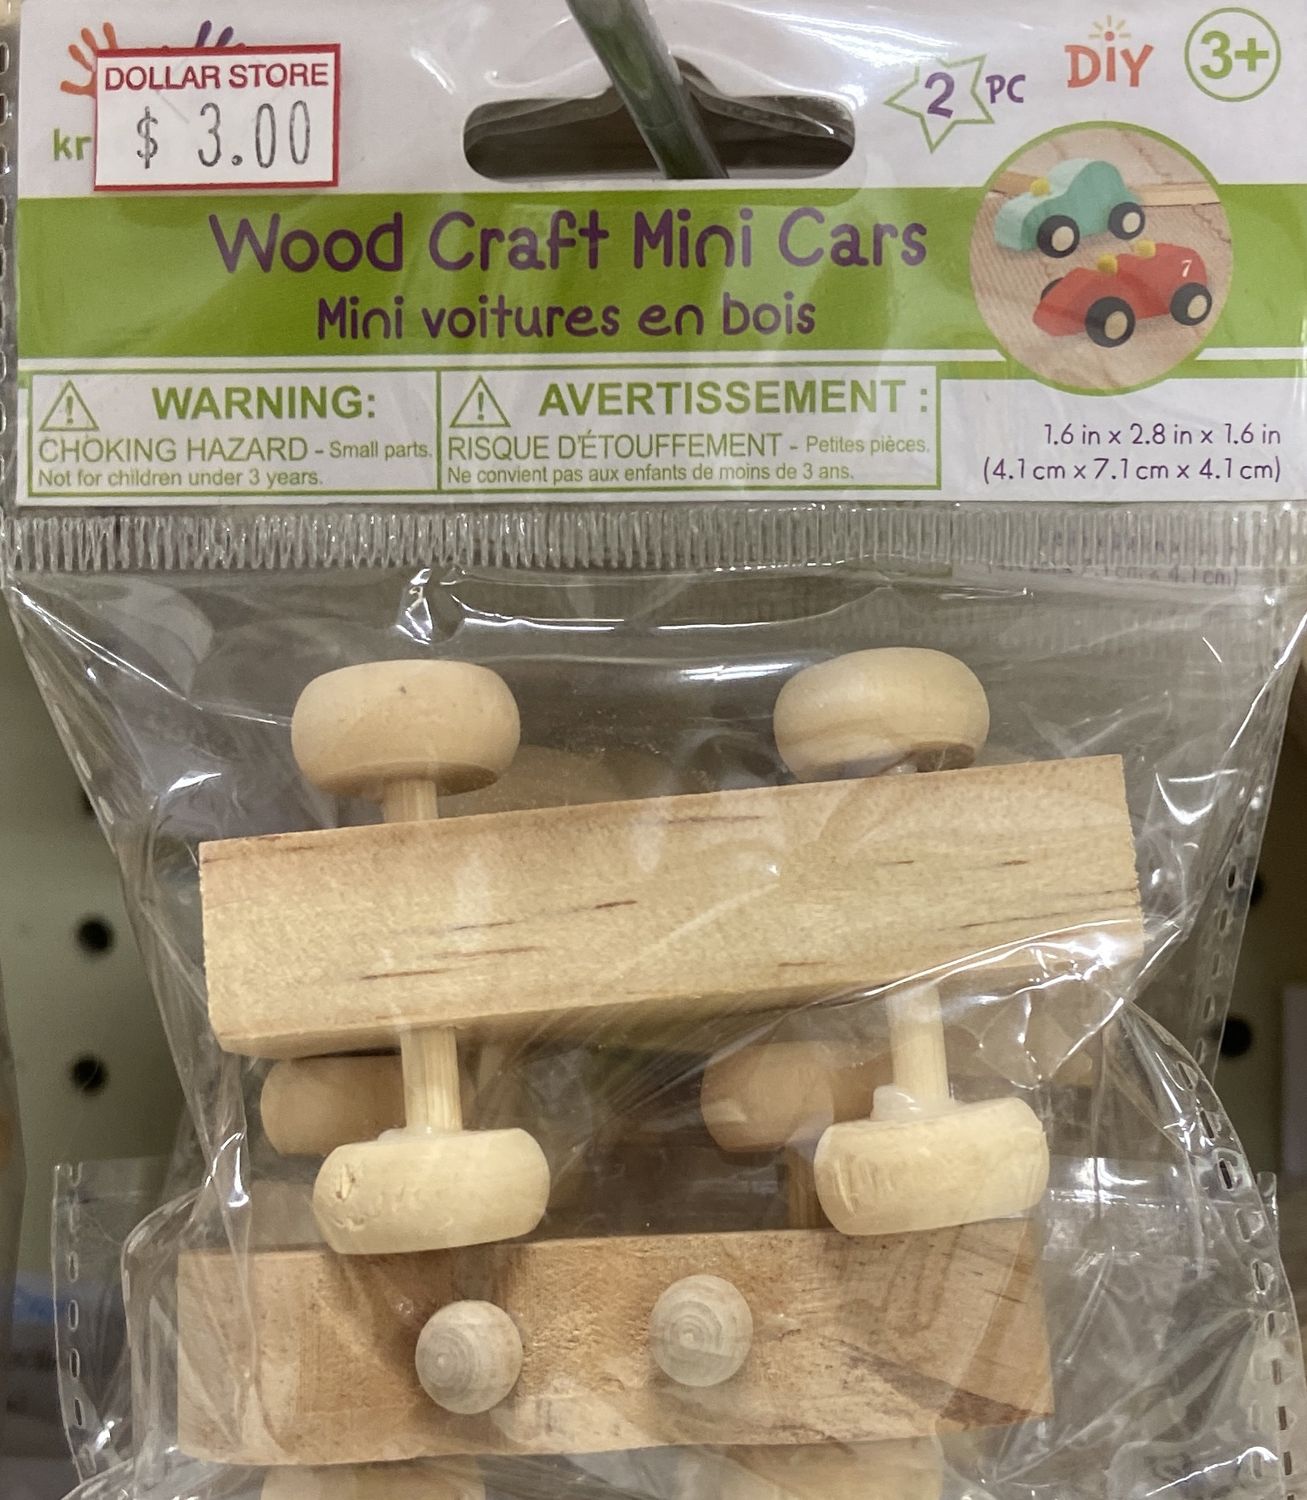 DOLLAR STORE
$ 3.00
kr
2 PC
DiY
3+
Wood Craft Mini Cars
Mini voitures en bois
7
WARNING:
CHOKING HAZARD - Small parts.
Not for children under 3 years.
AVERTISSEMENT :
RISQUE D'ÉTOUFFEMENT - Petites pièces.
Ne convient pas aux enfants de moins de 3 ans.
1.6 in x 2.8 in x 1.6 in
(4.1 cm x 7.1 cm x 4.1 cm)